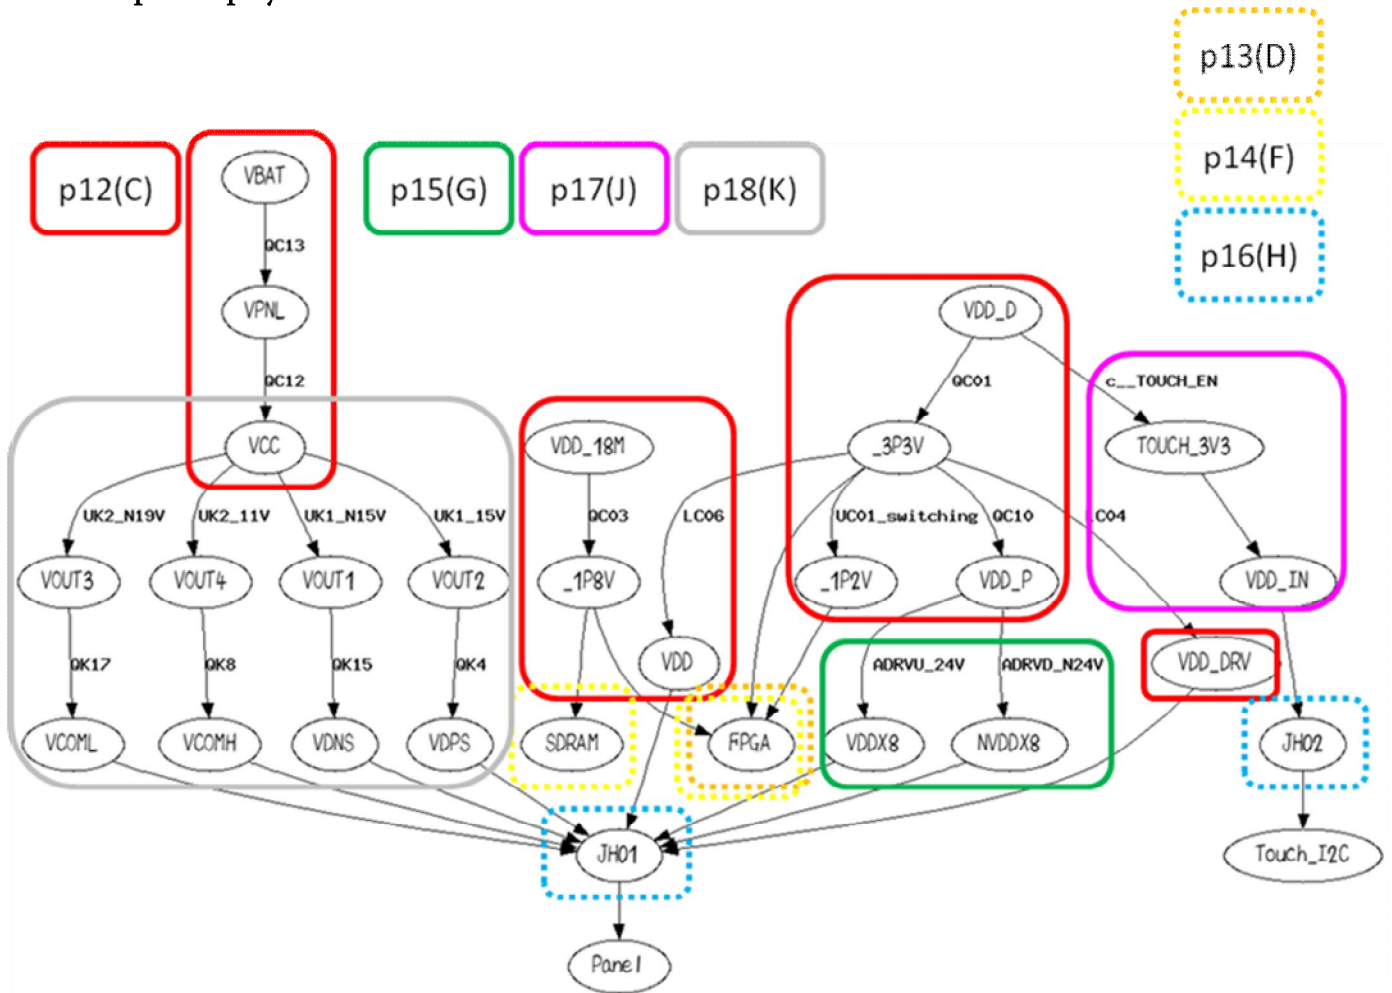 p13(D)
p14(F)
p12(C)
VBAT
p15(G)
p17(J)
p18(K)
p16(H)
QC13
VPNL
VDD_D
QC12
QC01
c__TOUCH_EN
VCC
VDD_18M
_3P3V
TOUCH_3V3
UK2_N19V
UK2_11V
UK1_N15V
UK1_15V
QC03
LC06
UC01_switching
QC10
LC04
VOUT3
VOUT4
VOUT1
VOUT2
_1P8V
_1P2V
VDD_P
VDD_IN
QK17
QK8
QK15
QK4
VDD
ADRVU_24V
ADRVD_N24V
VDD_DRV
VCOML
VCOMH
VDNS
VDPS
SDRAM
FPGA
VDDX8
NVDDX8
JH02
JH01
Touch_I2C
Panel